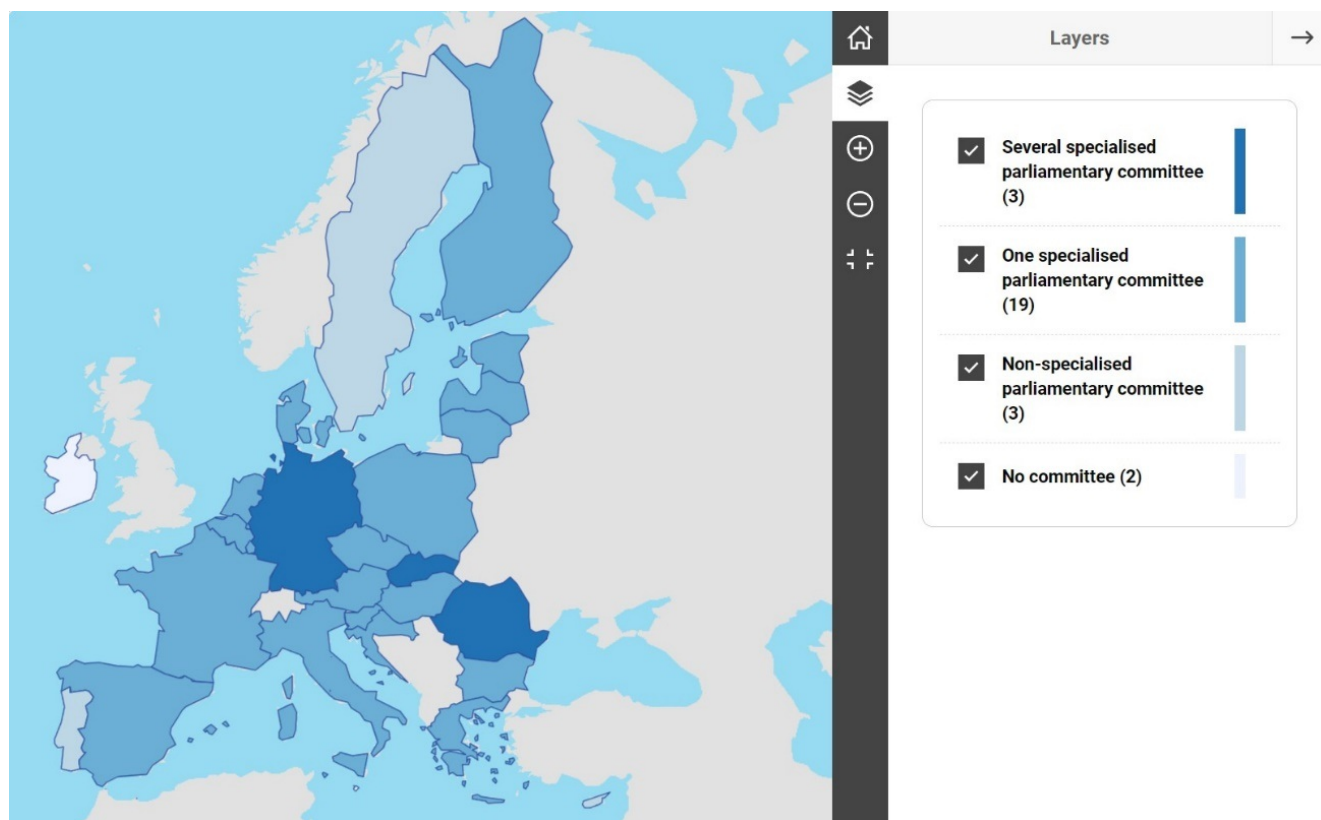 Layers
Several specialised
parliamentary committee
(3)
One specialised
parliamentary committee
(19)
Non-specialised
parliamentary committee
(3)
No committee (2)